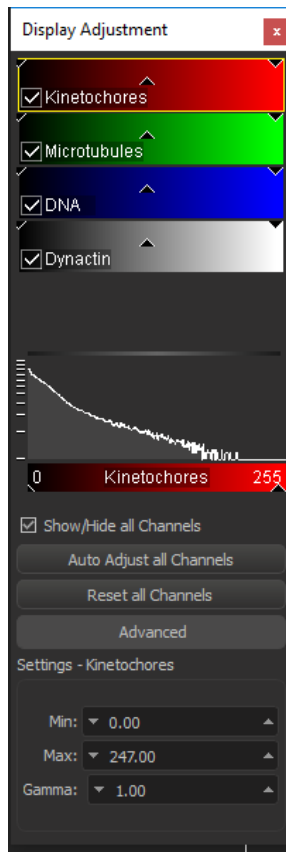 Display Adjustment
x
Kinetochores
Microtubules
DNA
Dynactin
0 Kinetochores 255
Show/Hide all Channels
Auto Adjust all Channels
Reset all Channels
Advanced
Settings - Kinetochores
Min: 0.00
Max: 247.00
Gamma: 1.00